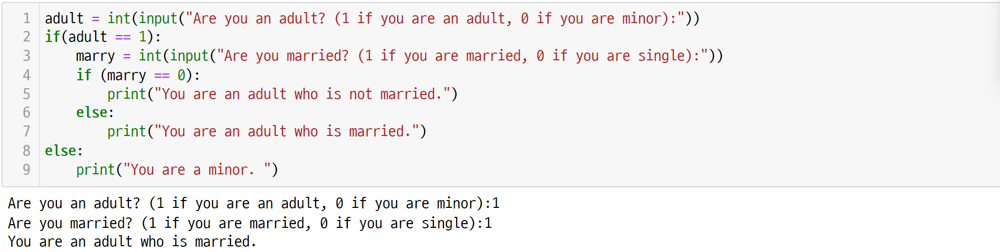 1 adult = int(input("Are you an adult? (1 if you are an adult, 0 if you are minor):"))
2 if(adult == 1):
3     marry = int(input("Are you married? (1 if you are married, 0 if you are single):"))
4     if (marry == 0):
5         print("You are an adult who is not married.")
6     else:
7         print("You are an adult who is married.")
8 else:
9     print("You are a minor. ")
Are you an adult? (1 if you are an adult, 0 if you are minor):1
Are you married? (1 if you are married, 0 if you are single):1
You are an adult who is married.